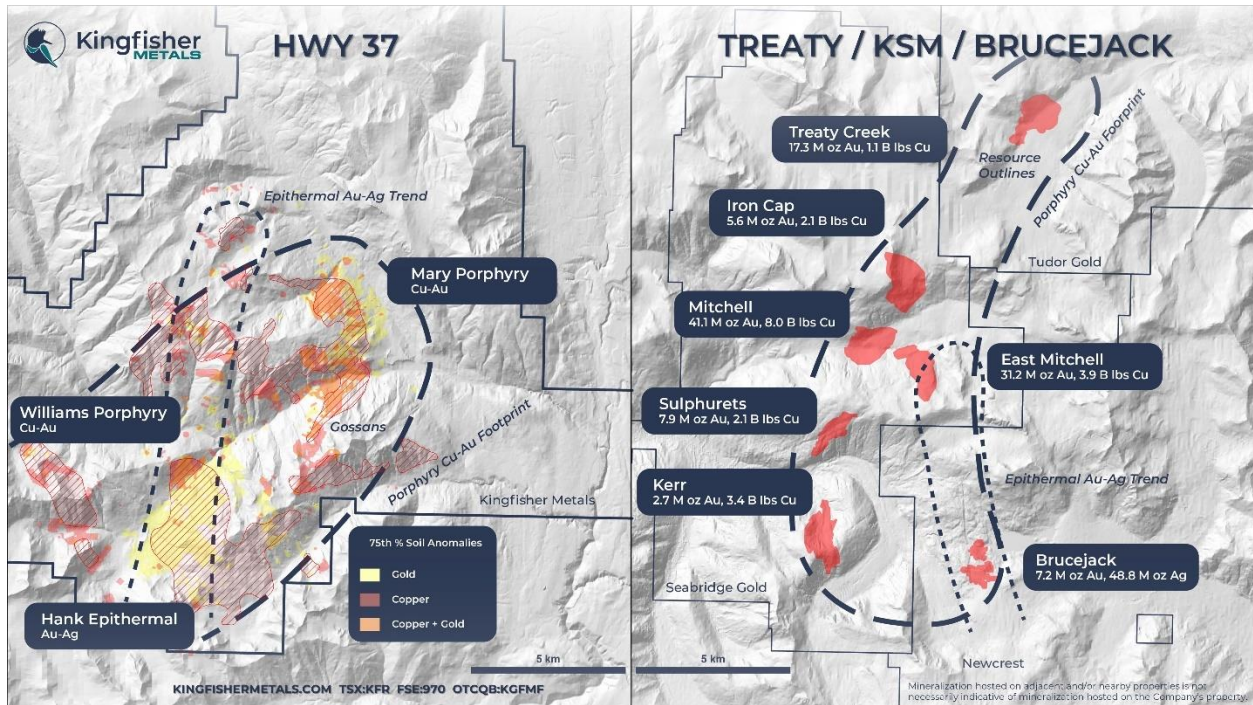 Kingfisher
METALS
HWY 37
Epithermal Au-Ag Trend
Mary Porphyry
Cu-Au
Williams Porphyry
Cu-Au
Gossans
Porphyry Cu-Au Footprint
Kingfisher Metals
75th % Soil Anomalies
Gold
Copper
Copper + Gold
Hank Epithermal
Au-Ag
5 km
KINGFISHERMETALS.COM TSX:KFR FSE:970 OTCQB:KGFMF
TREATY / KSM / BRUCEJACK
Treaty Creek
17.3 M oz Au, 1.1 B lbs Cu
Resource
Outlines
Porphyry Cu-Au Foorprint
Iron Cap
5.6 M oz Au, 2.1 B lbs Cu
Tudor Gold
Mitchell
41.1 M oz Au, 8.0 B lbs Cu
East Mitchell
31.2 M oz Au, 3.9 B lbs Cu
Sulphurets
7.9 M oz Au, 2.1 B lbs Cu
Kerr
2.7 M oz Au, 3.4 B lbs Cu
Epithermal Au-Ag Trend
Brucejack
7.2 M oz Au, 48.8 M oz Ag
Seabridge Gold
Newcrest
5 km
Mineralization hosted on adjacent and/or nearby properties is not
necessarily indicative of mineralization hosted on the Company's property.